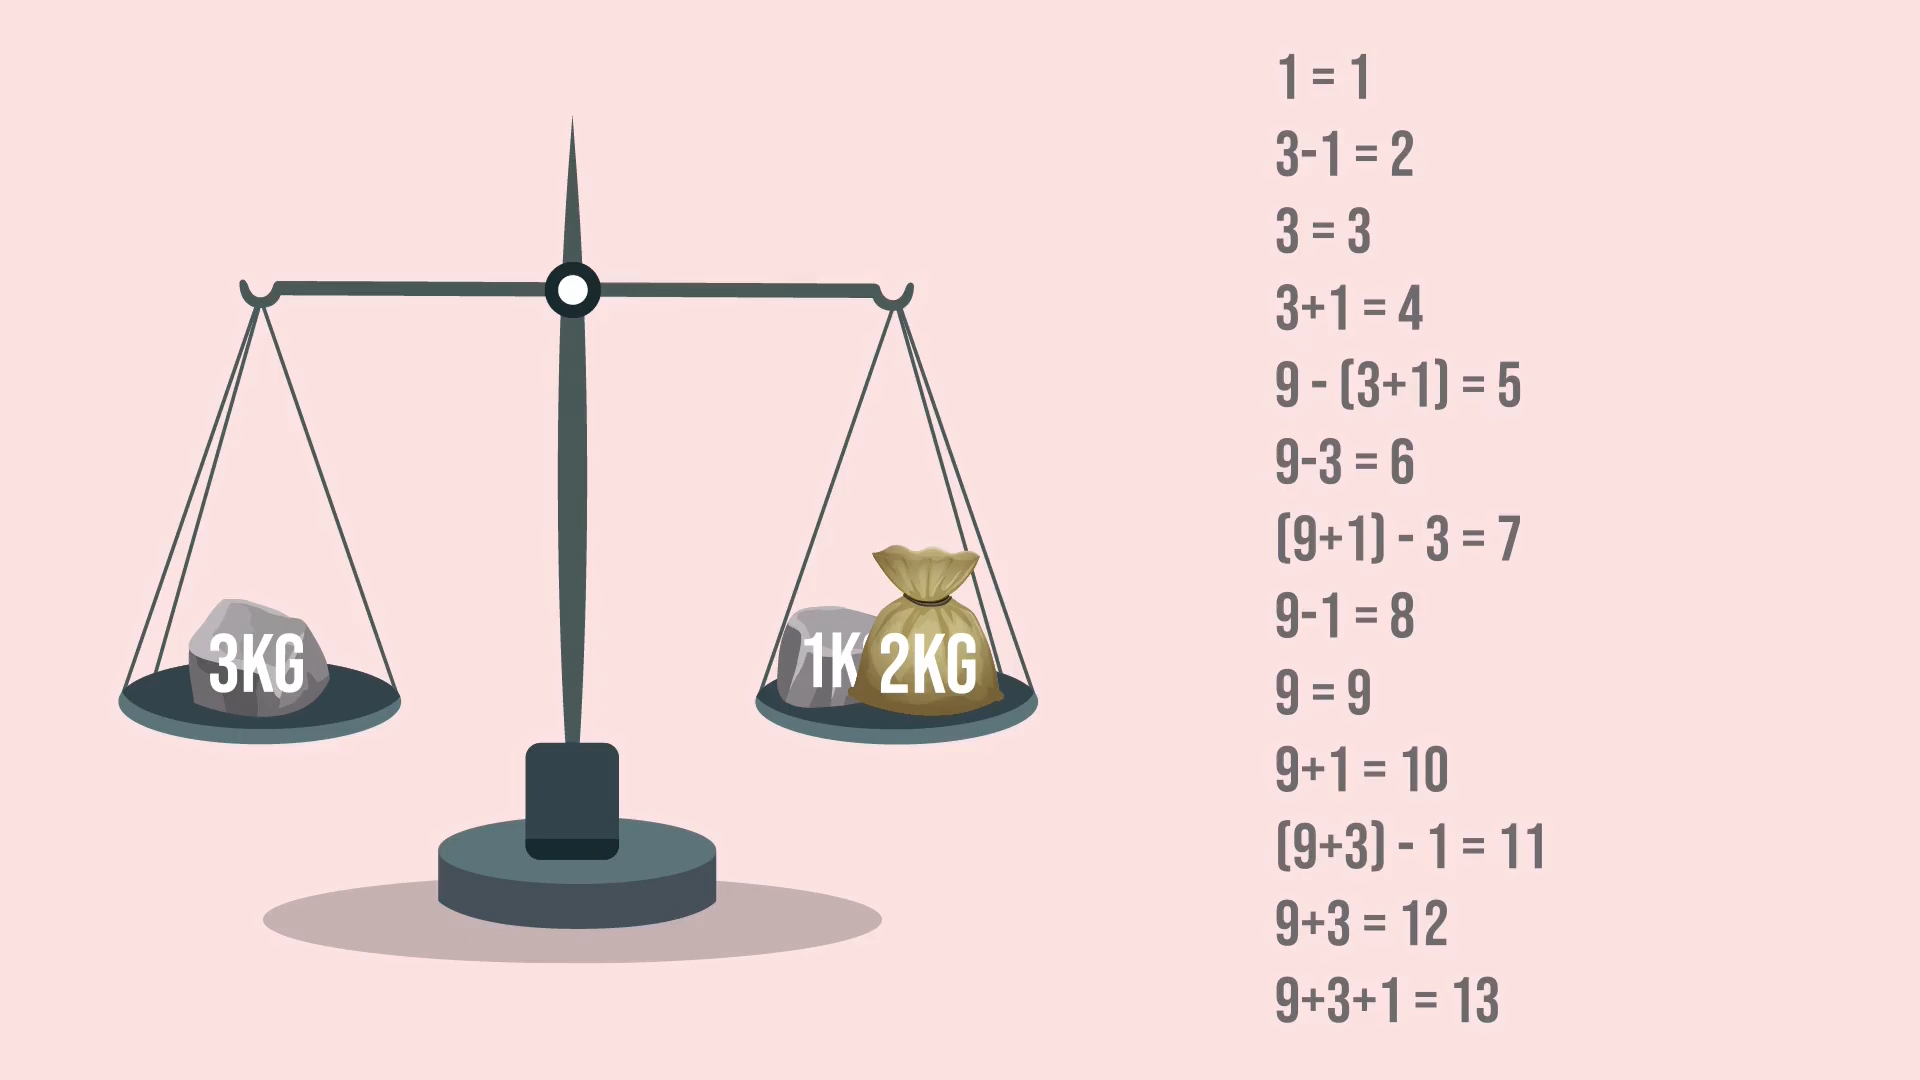 3KG
1K
2KG
1 = 1
3-1 = 2
3 = 3
3+1 = 4
9 - (3+1) = 5
9-3 = 6
(9+1) - 3 = 7
9-1 = 8
9 = 9
9+1 = 10
(9+3) - 1 = 11
9+3 = 12
9+3+1 = 13